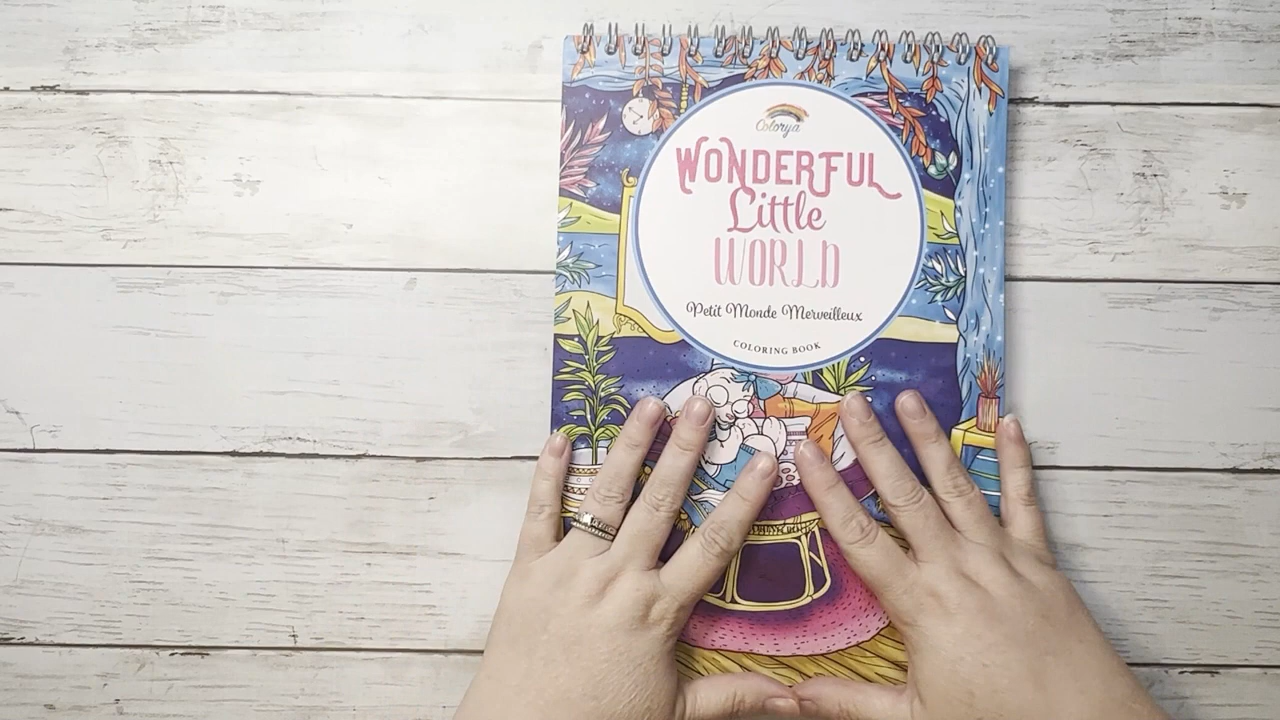 Colorya
WONDERFUL
Little
WORLD
Petit Monde Merveilleux
COLORING BOOK